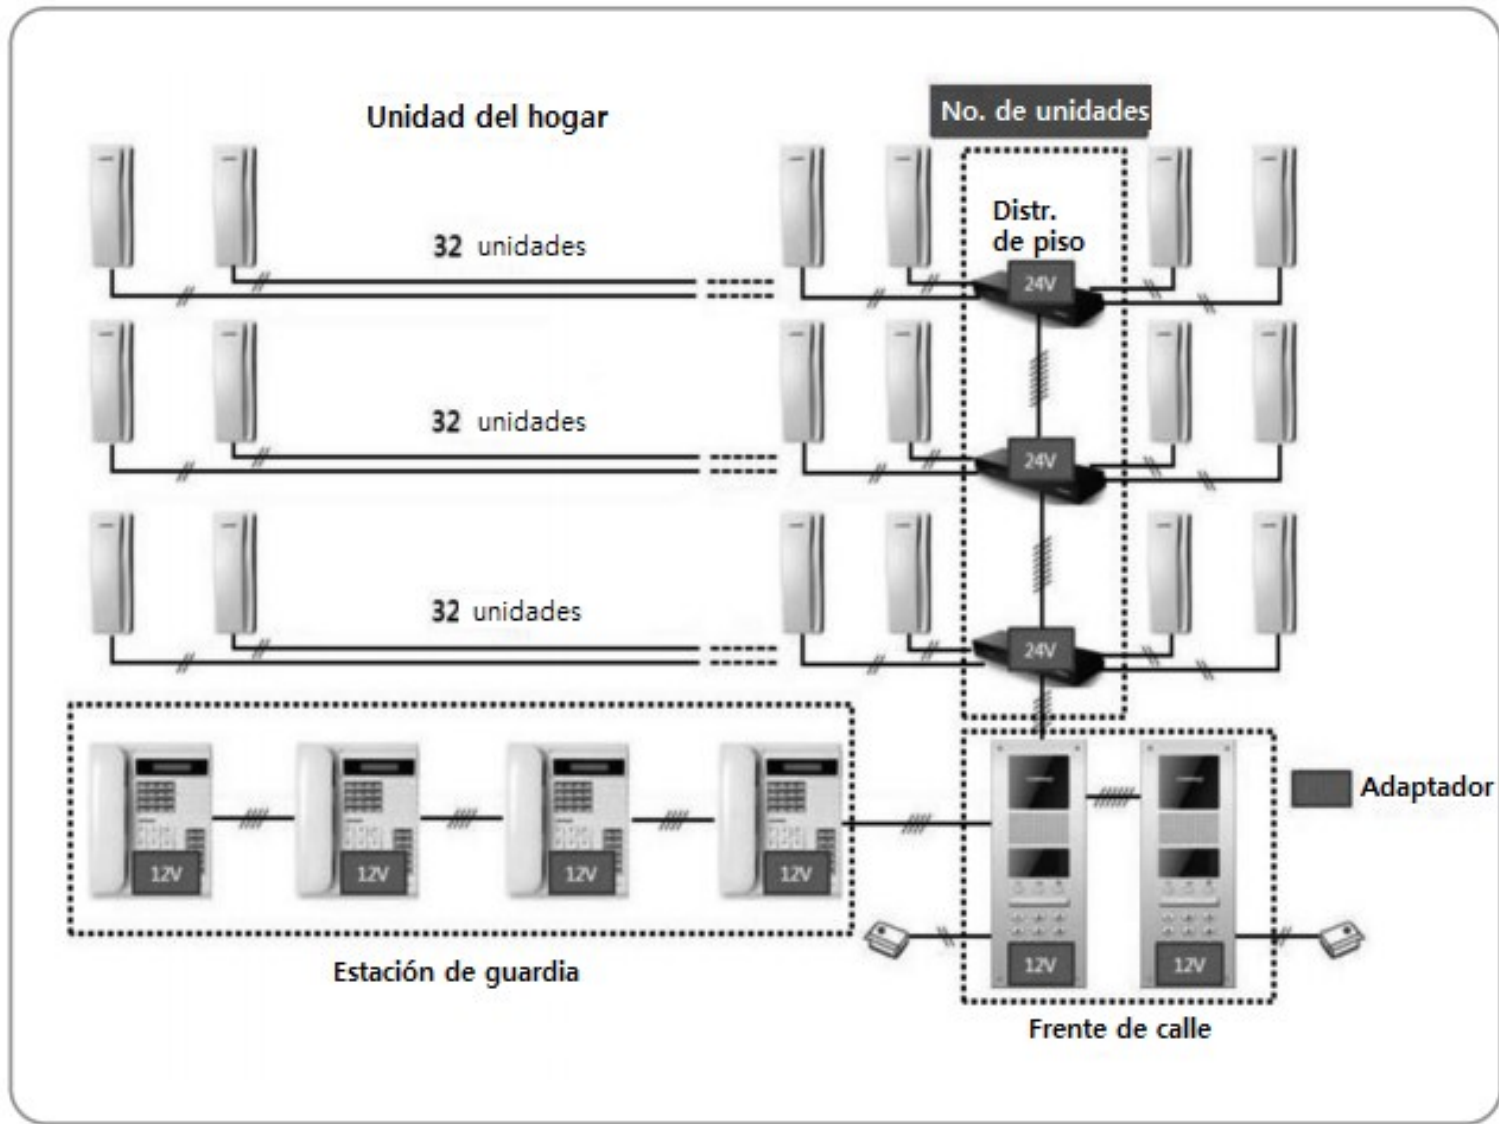 Unidad del hogar
No. de unidades
Distr.
de piso
32 unidades
24V
32 unidades
24V
32 unidades
24V
12V
12V
12V
12V
12V
12V
Adaptador
Estación de guardia
Frente de calle